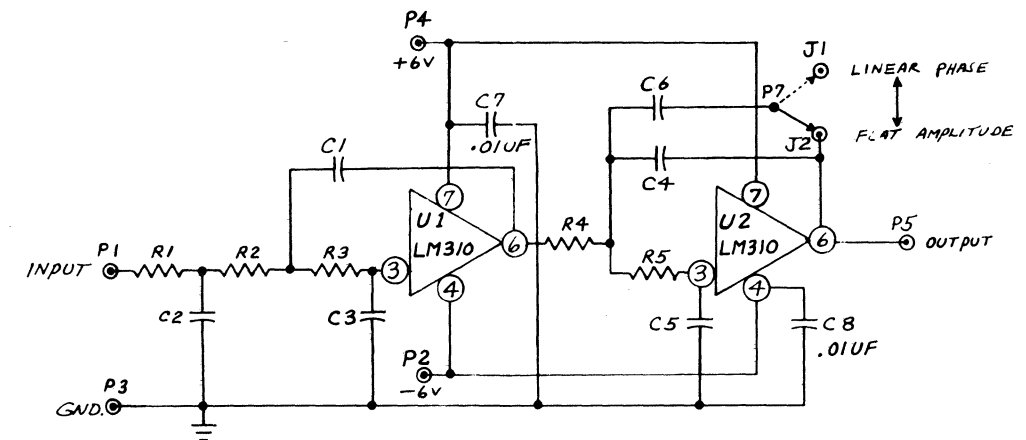 P4
+6V
J1
LINEAR PHASE
C6
P7
C7
.01UF
J2
FLAT AMPLITUDE
C1
C4
7
7
U1
LM310
U2
LM310
P5
OUTPUT
6
6
R4
P1
INPUT
R1
R2
R3
3
R5
3
4
4
C2
C3
C5
C8
.01UF
P2
-6V
P3
GND.